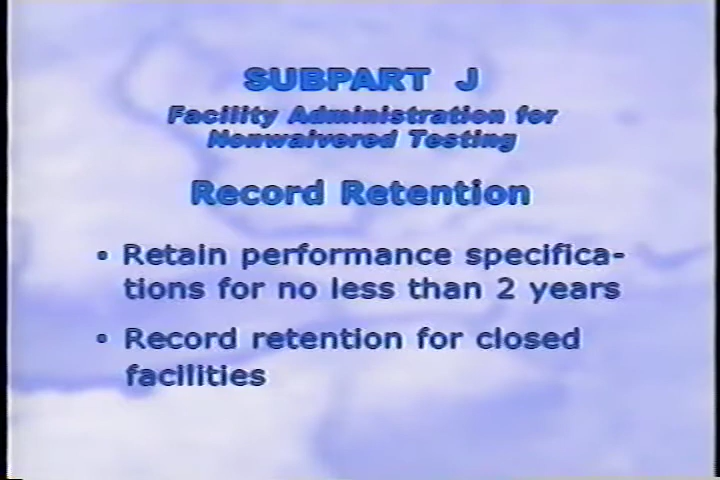 SUBPART J
Facility Administration for
Nonwaivered Testing
Record Retention
• Retain performance specifica-
tions for no less than 2 years
• Record retention for closed
facilities